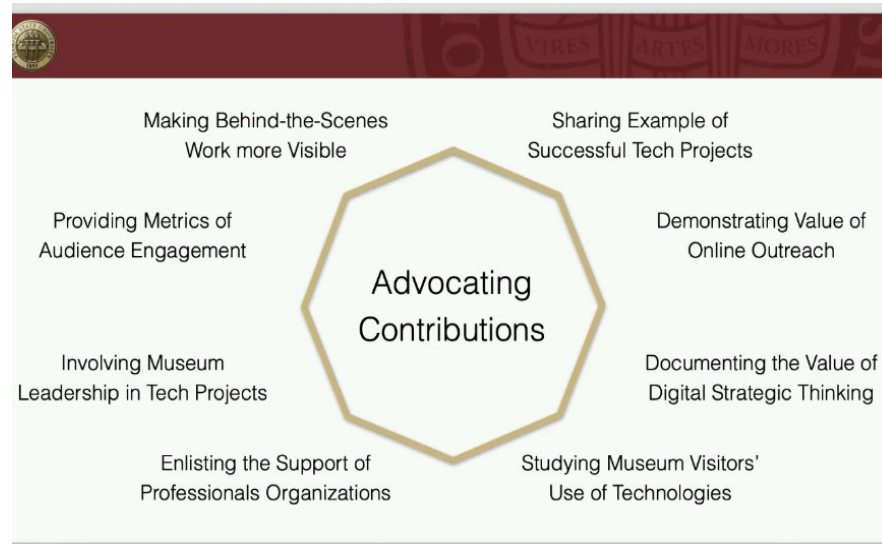 VIRES ARTES MORES
1851
Making Behind-the-Scenes
Work more Visible
Sharing Example of
Successful Tech Projects
Providing Metrics of
Audience Engagement
Demonstrating Value of
Online Outreach
Advocating
Contributions
Involving Museum
Leadership in Tech Projects
Documenting the Value of
Digital Strategic Thinking
Enlisting the Support of
Professionals Organizations
Studying Museum Visitors'
Use of Technologies